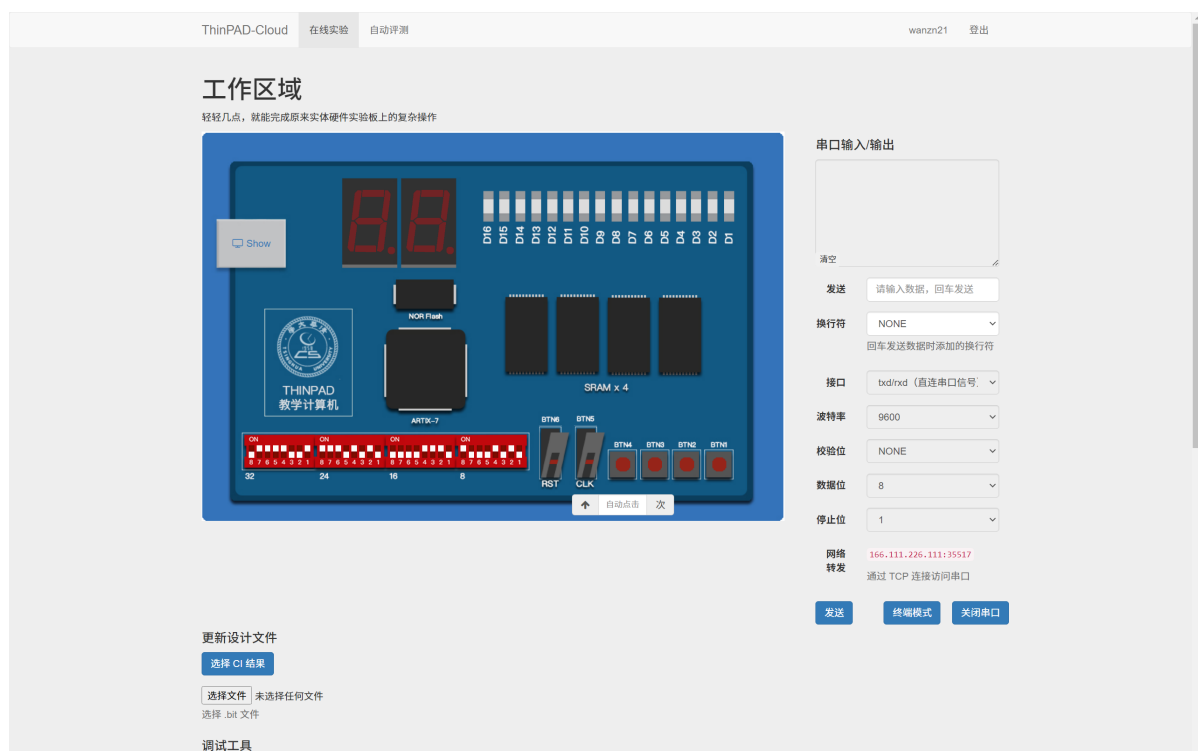 ThinPAD-Cloud 在线实验 自动评测 wanzn21 登出
工作区域
轻轻几点，就能完成原来实体硬件实验板上的复杂操作
Show
D16 D15 D14 D13 D12 D11 D10 D9 D8 D7 D6 D5 D4 D3 D2 D1
NOR Flash
THINPAD
教学计算机
ARTIX-7
SRAM x 4
ON ON ON ON
8 7 6 5 4 3 2 1 8 7 6 5 4 3 2 1 8 7 6 5 4 3 2 1 8 7 6 5 4 3 2 1
32 24 16 8
BTN6 BTN5
BTN4 BTN3 BTN2 BTN1
RST CLK
自动点击 次
串口输入/输出
清空
发送 请输入数据，回车发送
换行符 NONE
回车发送数据时添加的换行符
接口 txd/rxd（直连串口信号）
波特率 9600
校验位 NONE
数据位 8
停止位 1
网络 166.111.226.111:35517
转发 通过 TCP 连接访问串口
发送 终端模式 关闭串口
更新设计文件
选择 CI 结果
选择文件 未选择任何文件
选择 .bit 文件
调试工具